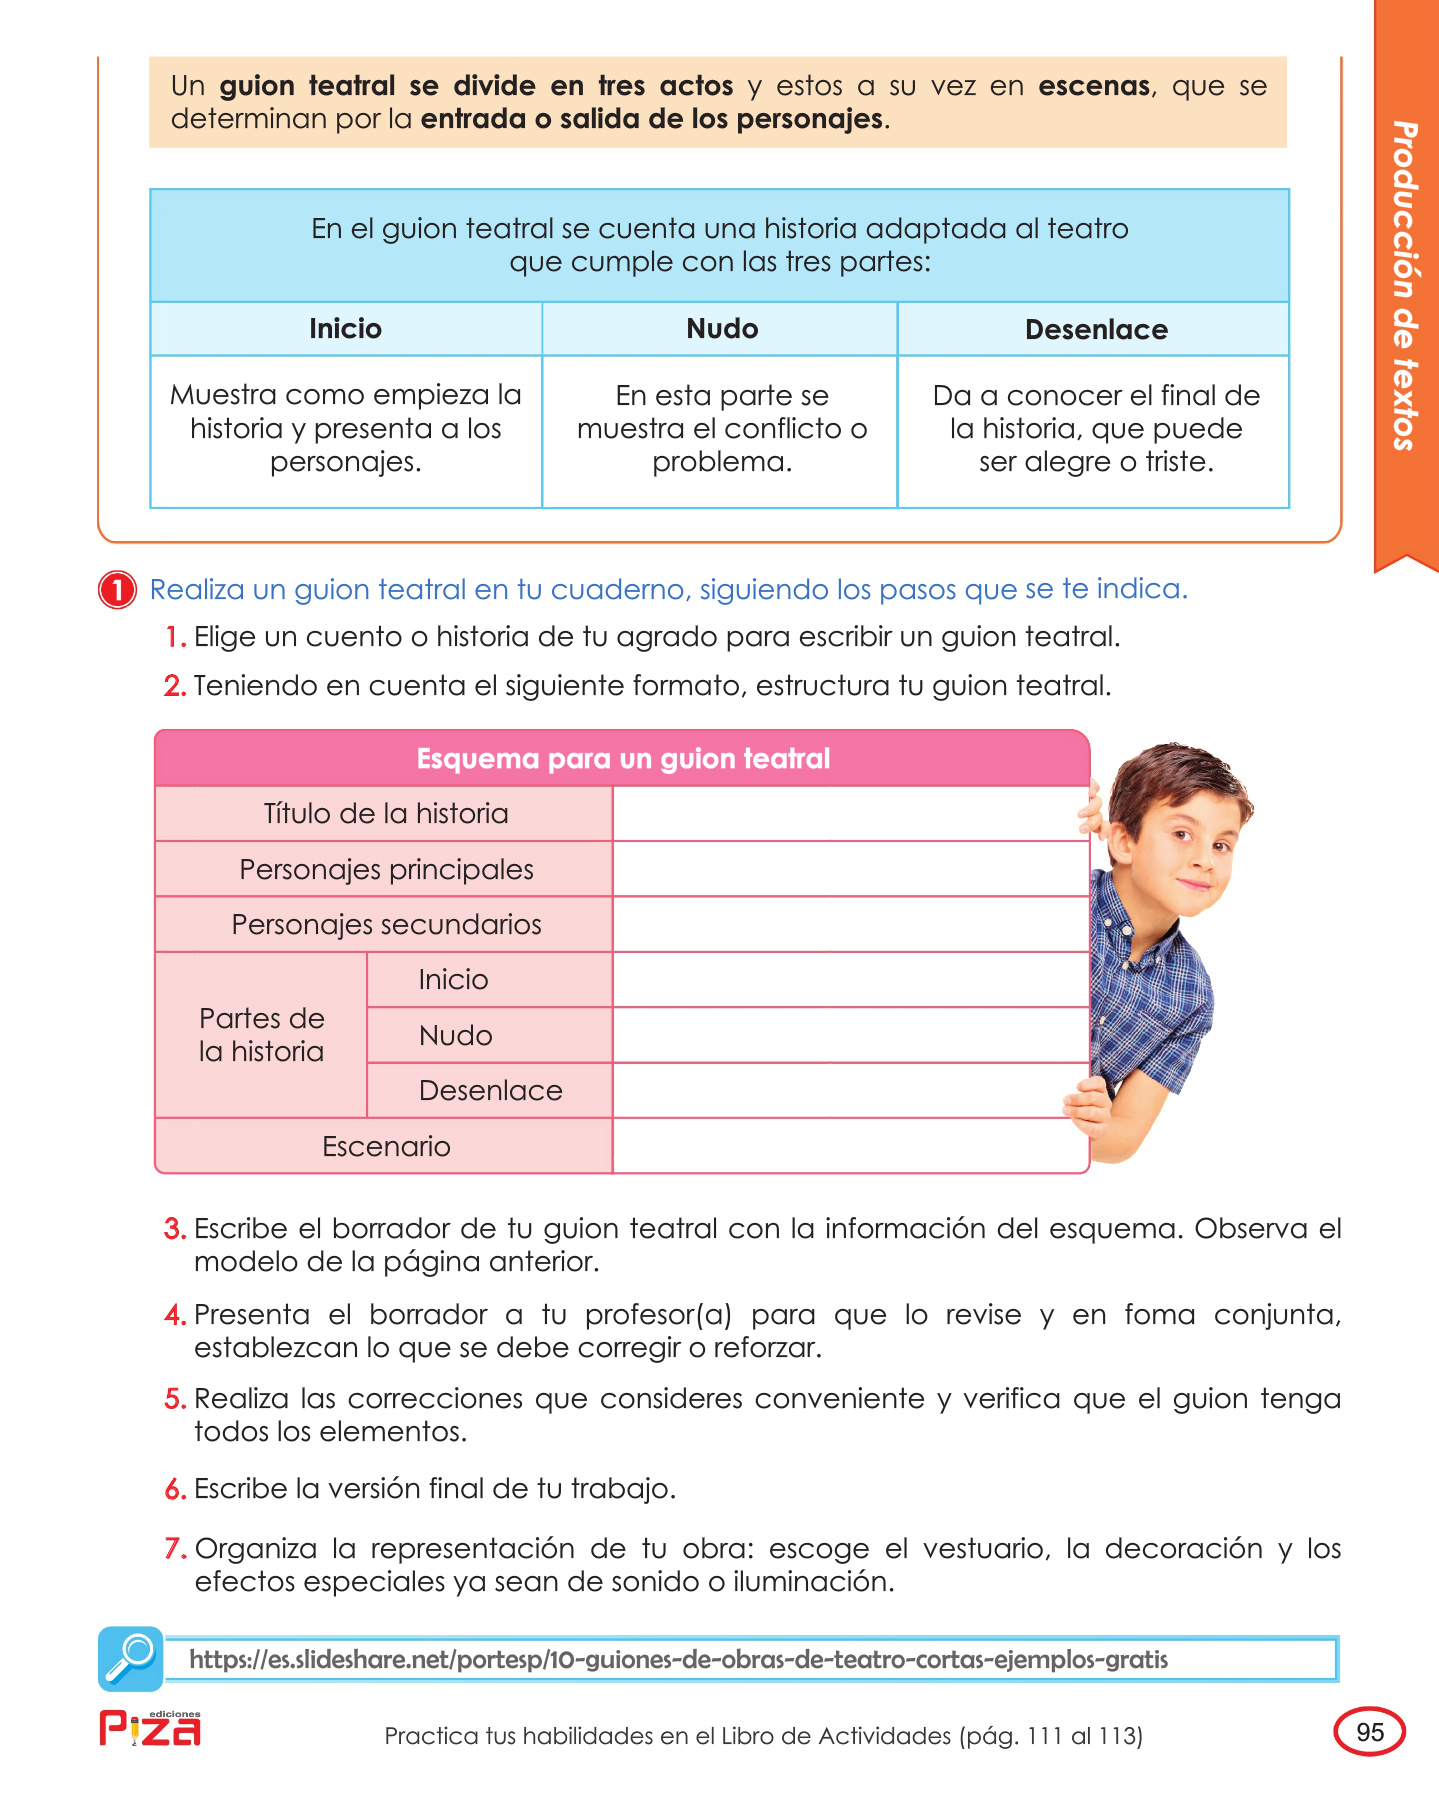 Un guion teatral se divide en tres actos y estos a su vez en escenas, que se
determinan por la entrada o salida de los personajes.
En el guion teatral se cuenta una historia adaptada al teatro
que cumple con las tres partes:
Inicio
Nudo
Desenlace
Muestra como empieza la
historia y presenta a los
personajes.
En esta parte se
muestra el conflicto o
problema.
Da a conocer el final de
la historia, que puede
ser alegre o triste.
Producción de textos
1 Realiza un guion teatral en tu cuaderno, siguiendo los pasos que se te indica.
1. Elige un cuento o historia de tu agrado para escribir un guion teatral.
2. Teniendo en cuenta el siguiente formato, estructura tu guion teatral.
Esquema para un guion teatral
Título de la historia
Personajes principales
Personajes secundarios
Partes de
la historia
Inicio
Nudo
Desenlace
Escenario
3. Escribe el borrador de tu guion teatral con la información del esquema. Observa el
modelo de la página anterior.
4. Presenta el borrador a tu profesor(a) para que lo revise y en foma conjunta,
establezcan lo que se debe corregir o reforzar.
5. Realiza las correcciones que consideres conveniente y verifica que el guion tenga
todos los elementos.
6. Escribe la versión final de tu trabajo.
7. Organiza la representación de tu obra: escoge el vestuario, la decoración y los
efectos especiales ya sean de sonido o iluminación.
https://es.slideshare.net/portesp/10-guiones-de-obras-de-teatro-cortas-ejemplos-gratis
ediciones
Piza
Practica tus habilidades en el Libro de Actividades (pág. 111 al 113)
95